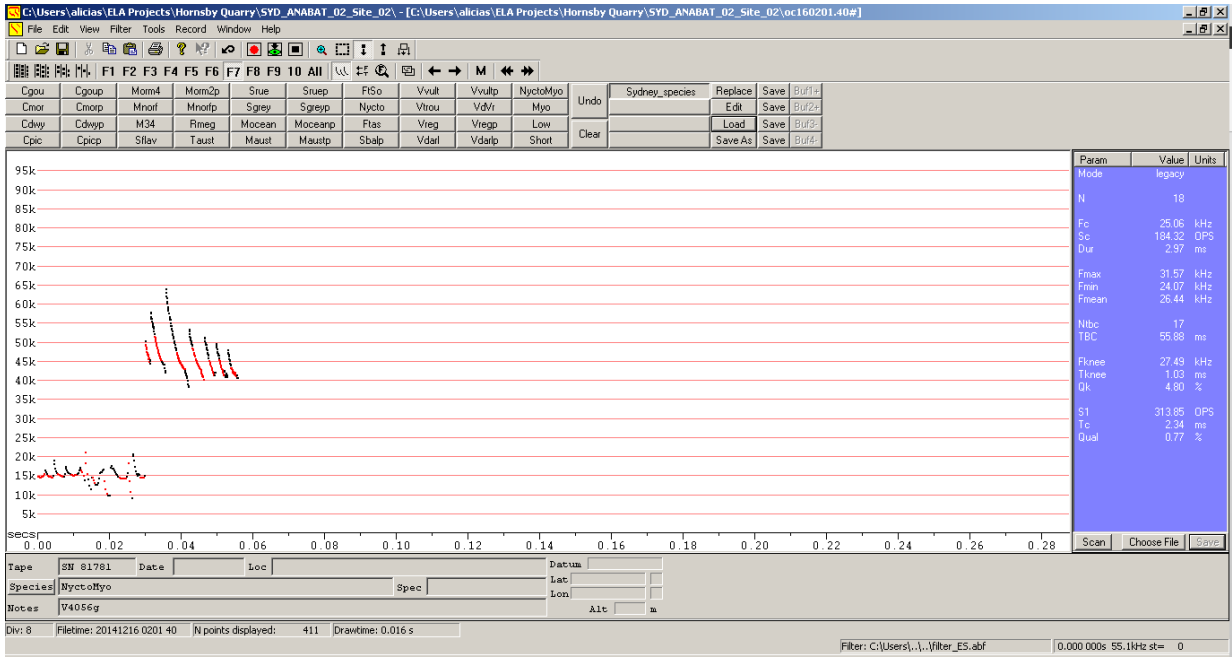 C:\Users\alicias\ELA Projects\Hornsby Quarry\SYD_ANABAT_02_Site_02\ - [C:\Users\alicias\ELA Projects\Hornsby Quarry\SYD_ANABAT_02_Site_02\oc160201.40#]
File Edit View Filter Tools Record Window Help
F1 F2 F3 F4 F5 F6 F7 F8 F9 10 All M
Cgou Cgoup Morm4 Morm2p Srue Sruep FtSo Vvult Vvultp NyctoMyo Undo Sydney_species Replace Save Buf1+
Cmor Cmorp Mnorf Mnorfp Sgrey Sgreyp Nycto Vtrou VdVr Myo Edit Save Buf2+
Cdwy Cdwyp M34 Rmeg Mocean Moceanp Ftas Vreg Vregp Low Clear Load Save Buf3-
Cpic Cpicp Sflav Taust Maust Maustp Sbalp Vdarl Vdarlp Short Save As Save Buf4-
Param Value Units
Mode legacy
N 18
Fc 25.06 kHz
Sc 184.32 OPS
Dur 2.97 ms
Fmax 31.57 kHz
Fmin 24.07 kHz
Fmean 26.44 kHz
Ntbc 17
TBC 55.88 ms
Fknee 27.49 kHz
Tknee 1.03 ms
Qk 4.80 %
S1 313.85 OPS
Tc 2.34 ms
Qual 0.77 %
Scan Choose File Save
95k
90k
85k
80k
75k
70k
65k
60k
55k
50k
45k
40k
35k
30k
25k
20k
15k
10k
5k
secs
0.00 0.02 0.04 0.06 0.08 0.10 0.12 0.14 0.16 0.18 0.20 0.22 0.24 0.26 0.28
Tape SN 81781 Date Loc Datum
Species NyctoMyo Spec Lat
Lon
Notes V4056g Alt m
Div: 8 Filetime: 20141216 0201 40 N points displayed: 411 Drawtime: 0.016 s
Filter: C:\Users\..\..\filter_ES.abf 0.000 000s 55.1kHz st= 0